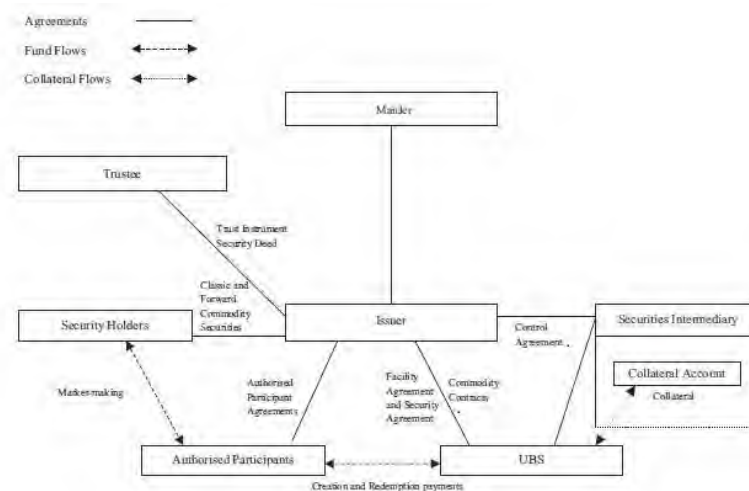 Agreements
Fund Flows
Collateral Flows
Trustee
Trust Instrument
Security Deed
Classic and
Forward
Commodity
Securities
Security Holders
Issuer
Securities Intermediary
Control
Agreement
Collateral Account
Collateral
Market-making
Authorised
Participant
Agreements
Facility
Agreement
and Security
Agreement
Commodity
Contracts
Authorised Participants
UBS
Creation and Redemption payments